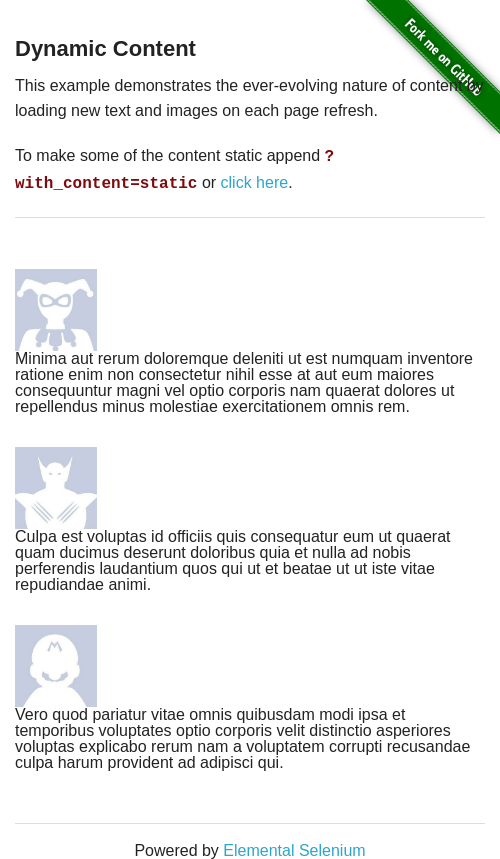 Fork me on GitHub
Dynamic Content
This example demonstrates the ever-evolving nature of content by
loading new text and images on each page refresh.
To make some of the content static append ?
with_content=static or click here.
Minima aut rerum doloremque deleniti ut est numquam inventore
ratione enim non consectetur nihil esse at aut eum maiores
consequuntur magni vel optio corporis nam quaerat dolores ut
repellendus minus molestiae exercitationem omnis rem.
Culpa est voluptas id officiis quis consequatur eum ut quaerat
quam ducimus deserunt doloribus quia et nulla ad nobis
perferendis laudantium quos qui ut et beatae ut ut iste vitae
repudiandae animi.
Vero quod pariatur vitae omnis quibusdam modi ipsa et
temporibus voluptates optio corporis velit distinctio asperiores
voluptas explicabo rerum nam a voluptatem corrupti recusandae
culpa harum provident ad adipisci qui.
Powered by Elemental Selenium